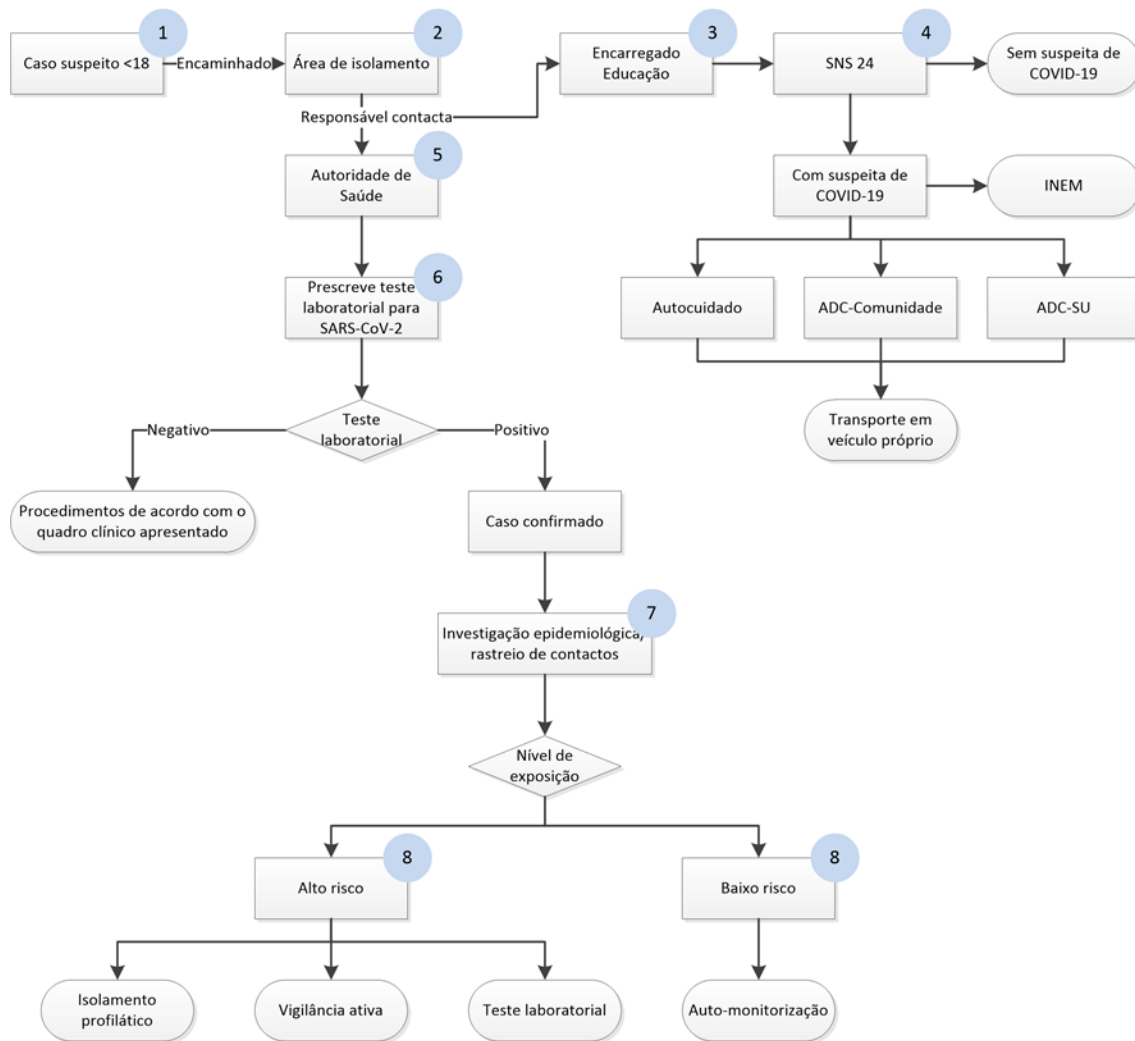 1
Caso suspeito <18
Encaminhado
2
Área de isolamento
3
Encarregado
Educação
4
SNS 24
Sem suspeita de
COVID-19
Responsável contacta
5
Autoridade de
Saúde
Com suspeita de
COVID-19
INEM
6
Prescreve teste
laboratorial para
SARS-CoV-2
Autocuidado
ADC-Comunidade
ADC-SU
Transporte em
veículo próprio
Teste
laboratorial
Negativo
Positivo
Procedimentos de acordo com o
quadro clínico apresentado
Caso confirmado
7
Investigação epidemiológica/
rastreio de contactos
Nível de
exposição
8
Alto risco
8
Baixo risco
Isolamento
profilático
Vigilância ativa
Teste laboratorial
Auto-monitorização